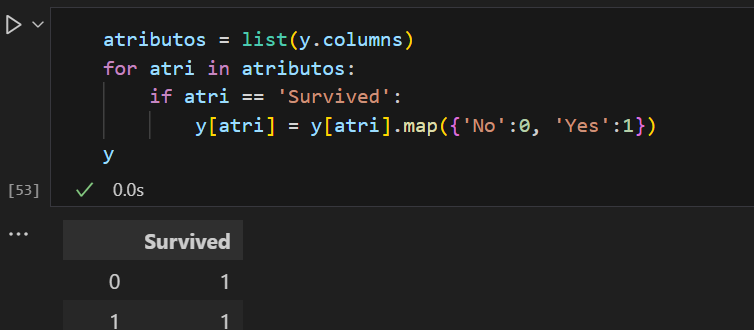 atributos = list(y.columns)
for atri in atributos:
    if atri == 'Survived':
        y[atri] = y[atri].map({'No':0, 'Yes':1})
y
[53] 0.0s
...
Survived
0 1
1 1